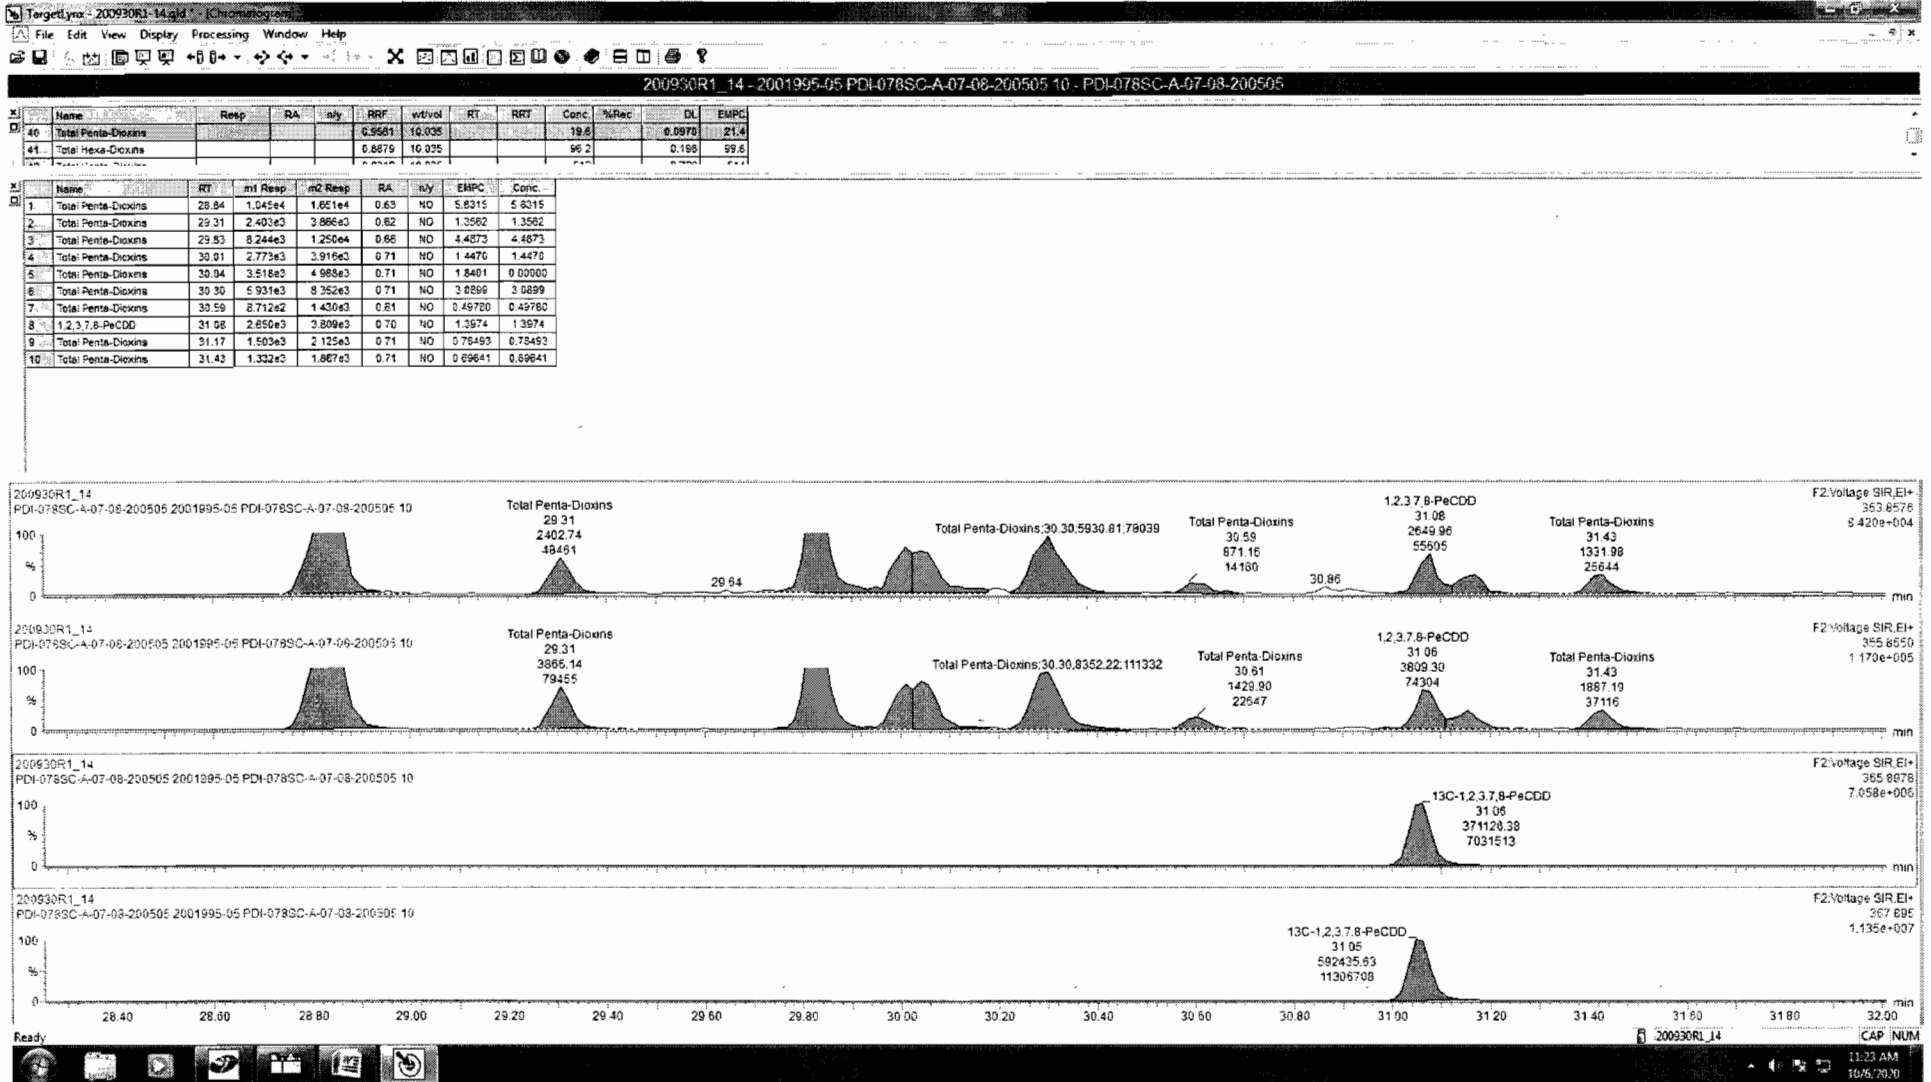 TargetLynx - 200930R1-14.qld * - [Chromatogram]
File Edit View Display Processing Window Help
200930R1_14 - 2001995-05 PDI-078SC-A-07-08-200505 10 - PDI-078SC-A-07-08-200505
Name Resp RA n/y RRF wt/vol RT RRT Conc. %Rec DL EMPC
40 Total Penta-Dioxins 0.9581 10.035 19.6 0.0970 21.4
41 Total Hexa-Dioxins 0.8879 10.035 96.2 0.198 99.6
Name RT m1 Resp m2 Resp RA n/y EMPC Conc.
1 Total Penta-Dioxins 28.84 1.045e4 1.651e4 0.63 NO 5.8315 5.8315
2 Total Penta-Dioxins 29.31 2.403e3 3.866e3 0.62 NO 1.3562 1.3562
3 Total Penta-Dioxins 29.83 8.244e3 1.250e4 0.66 NO 4.4873 4.4873
4 Total Penta-Dioxins 30.01 2.773e3 3.916e3 0.71 NO 1.4470 1.4470
5 Total Penta-Dioxins 30.04 3.518e3 4.988e3 0.71 NO 1.8401 0.00000
6 Total Penta-Dioxins 30.30 5.931e3 8.352e3 0.71 NO 3.0899 3.0899
7 Total Penta-Dioxins 30.59 8.712e2 1.430e3 0.61 NO 0.49780 0.49780
8 1,2,3,7,8-PeCDD 31.08 2.650e3 3.809e3 0.70 NO 1.3974 1.3974
9 Total Penta-Dioxins 31.17 1.503e3 2.125e3 0.71 NO 0.78493 0.78493
10 Total Penta-Dioxins 31.43 1.332e3 1.887e3 0.71 NO 0.69641 0.69641
200930R1_14
PDI-078SC-A-07-08-200505 2001995-05 PDI-078SC-A-07-08-200505 10
F2:Voltage SIR,EI+
353.8576
8.420e+004
Total Penta-Dioxins
29.31
2402.74
48461
29.64
Total Penta-Dioxins;30.30;5930.81;78039
Total Penta-Dioxins
30.59
871.16
14160
30.86
1,2,3,7,8-PeCDD
31.08
2649.96
55605
Total Penta-Dioxins
31.43
1331.98
25644
100
%
0
min
200930R1_14
PDI-078SC-A-07-08-200505 2001995-05 PDI-078SC-A-07-08-200505 10
F2:Voltage SIR,EI+
355.8550
1.170e+005
Total Penta-Dioxins
29.31
3866.14
79455
Total Penta-Dioxins;30.30;8352.22;111332
Total Penta-Dioxins
30.61
1429.90
22547
1,2,3,7,8-PeCDD
31.06
3809.30
74304
Total Penta-Dioxins
31.43
1887.19
37116
100
%
0
min
200930R1_14
PDI-078SC-A-07-08-200505 2001995-05 PDI-078SC-A-07-08-200505 10
F2:Voltage SIR,EI+
365.8978
7.058e+006
13C-1,2,3,7,8-PeCDD
31.06
371126.38
7031513
100
%
0
min
200930R1_14
PDI-078SC-A-07-08-200505 2001995-05 PDI-078SC-A-07-08-200505 10
F2:Voltage SIR,EI+
367.895
1.135e+007
13C-1,2,3,7,8-PeCDD
31.05
592435.63
11306708
100
%
0
min
28.40 28.60 28.80 29.00 29.20 29.40 29.60 29.80 30.00 30.20 30.40 30.60 30.80 31.00 31.20 31.40 31.60 31.80 32.00
Ready
200930R1_14
CAP NUM
11:23 AM
10/6/2020